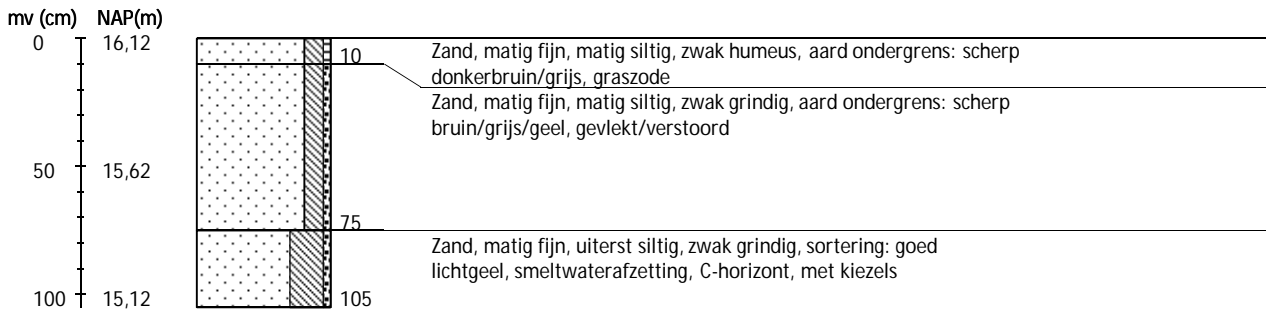 mv (cm) NAP(m)
0 16,12
10
Zand, matig fijn, matig siltig, zwak humeus, aard ondergrens: scherp
donkerbruin/grijs, graszode
Zand, matig fijn, matig siltig, zwak grindig, aard ondergrens: scherp
bruin/grijs/geel, gevlekt/verstoord
50 15,62
75
Zand, matig fijn, uiterst siltig, zwak grindig, sortering: goed
lichtgeel, smeltwaterafzetting, C-horizont, met kiezels
100 15,12
105